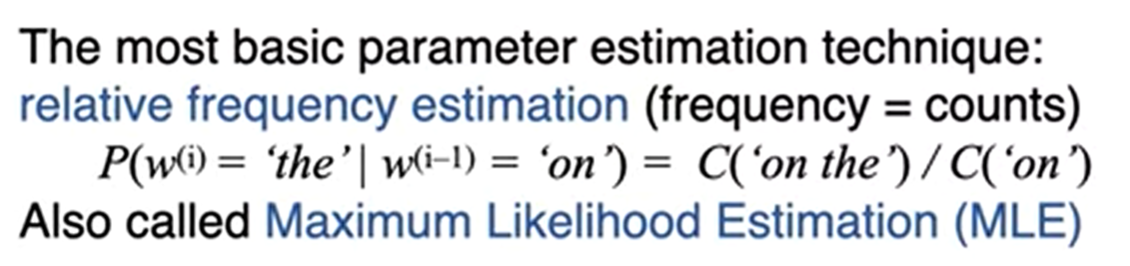 The most basic parameter estimation technique:
relative frequency estimation (frequency = counts)
P(w(i) = ‘the’ | w(i–1) = ‘on’) = C(‘on the’) / C(‘on’)
Also called Maximum Likelihood Estimation (MLE)